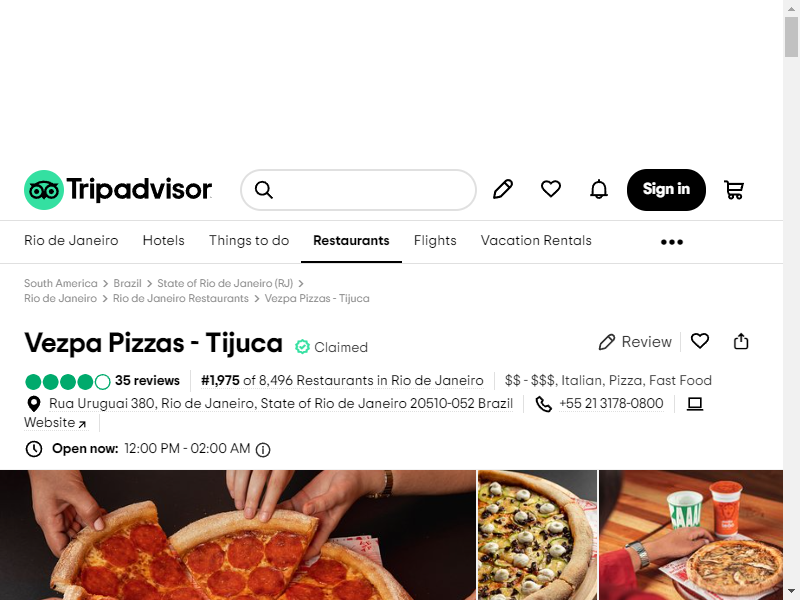 Tripadvisor
Sign in
Rio de Janeiro Hotels Things to do Restaurants Flights Vacation Rentals
South America Brazil State of Rio de Janeiro (RJ)
Rio de Janeiro Rio de Janeiro Restaurants Vezpa Pizzas - Tijuca
Vezpa Pizzas - Tijuca Claimed Review
35 reviews #1,975 of 8,496 Restaurants in Rio de Janeiro $$ - $$$, Italian, Pizza, Fast Food
Rua Uruguai 380, Rio de Janeiro, State of Rio de Janeiro 20510-052 Brazil +55 21 3178-0800
Website
Open now: 12:00 PM - 02:00 AM